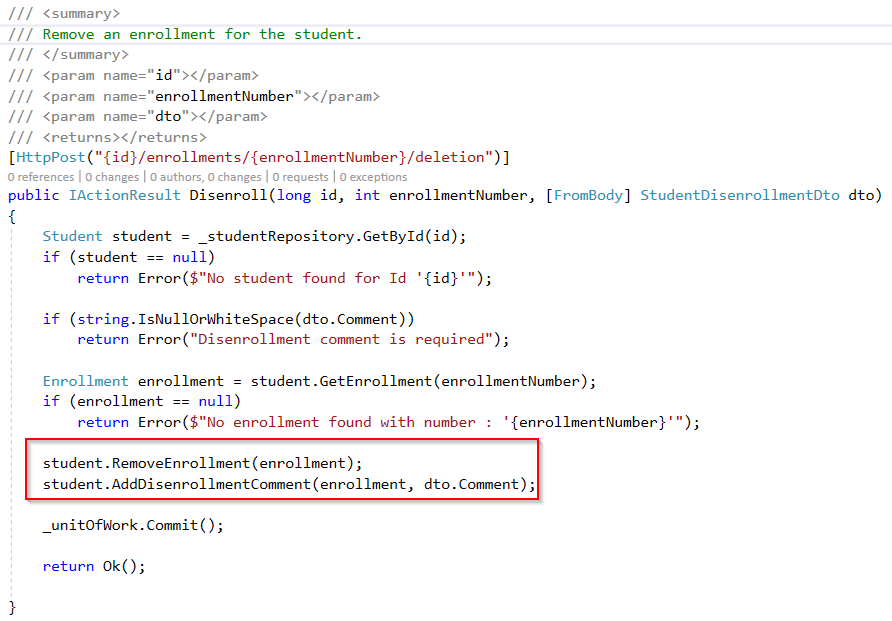 /// <summary>
/// Remove an enrollment for the student.
/// </summary>
/// <param name="id"></param>
/// <param name="enrollmentNumber"></param>
/// <param name="dto"></param>
/// <returns></returns>
[HttpPost("{id}/enrollments/{enrollmentNumber}/deletion")]
0 references | 0 changes | 0 authors, 0 changes | 0 requests | 0 exceptions
public IActionResult Disenroll(long id, int enrollmentNumber, [FromBody] StudentDisenrollmentDto dto)
{
    Student student = _studentRepository.GetById(id);
    if (student == null)
        return Error($"No student found for Id '{id}'");

    if (string.IsNullOrWhiteSpace(dto.Comment))
        return Error("Disenrollment comment is required");

    Enrollment enrollment = student.GetEnrollment(enrollmentNumber);
    if (enrollment == null)
        return Error($"No enrollment found with number : '{enrollmentNumber}'");

    student.RemoveEnrollment(enrollment);
    student.AddDisenrollmentComment(enrollment, dto.Comment);

    _unitOfWork.Commit();

    return Ok();

}